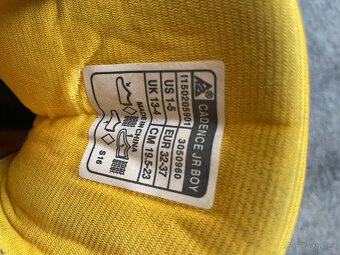 CADENCE JR BOY
I150205901 3050960
US 1-5 EUR 32-37
UK 13-4 CM 19.5-23
MADE IN CHINA
S16